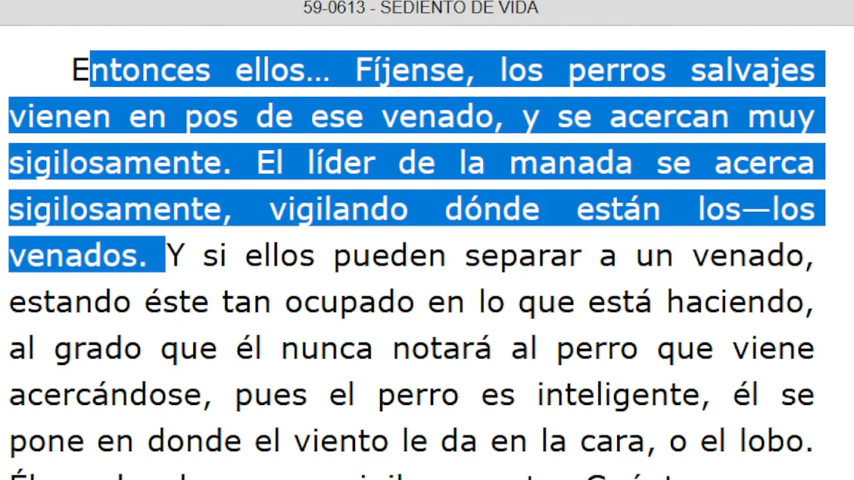 59-0613 - SEDIENTO DE VIDA
Entonces ellos... Fíjense, los perros salvajes
vienen en pos de ese venado, y se acercan muy
sigilosamente. El líder de la manada se acerca
sigilosamente, vigilando dónde están los—los
venados. Y si ellos pueden separar a un venado,
estando éste tan ocupado en lo que está haciendo,
al grado que él nunca notará al perro que viene
acercándose, pues el perro es inteligente, él se
pone en donde el viento le da en la cara, o el lobo.